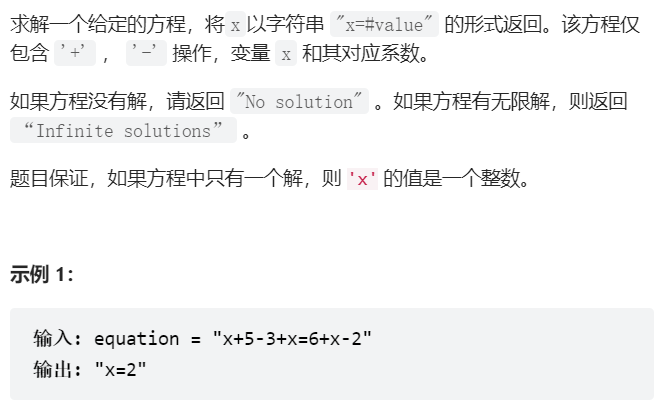 求解一个给定的方程，将x以字符串 "x=#value" 的形式返回。该方程仅
包含 '+' ， '-' 操作，变量 x 和其对应系数。
如果方程没有解，请返回 "No solution" 。如果方程有无限解，则返回
“Infinite solutions” 。
题目保证，如果方程中只有一个解，则 'x' 的值是一个整数。
示例 1：
输入: equation = "x+5-3+x=6+x-2"
输出: "x=2"